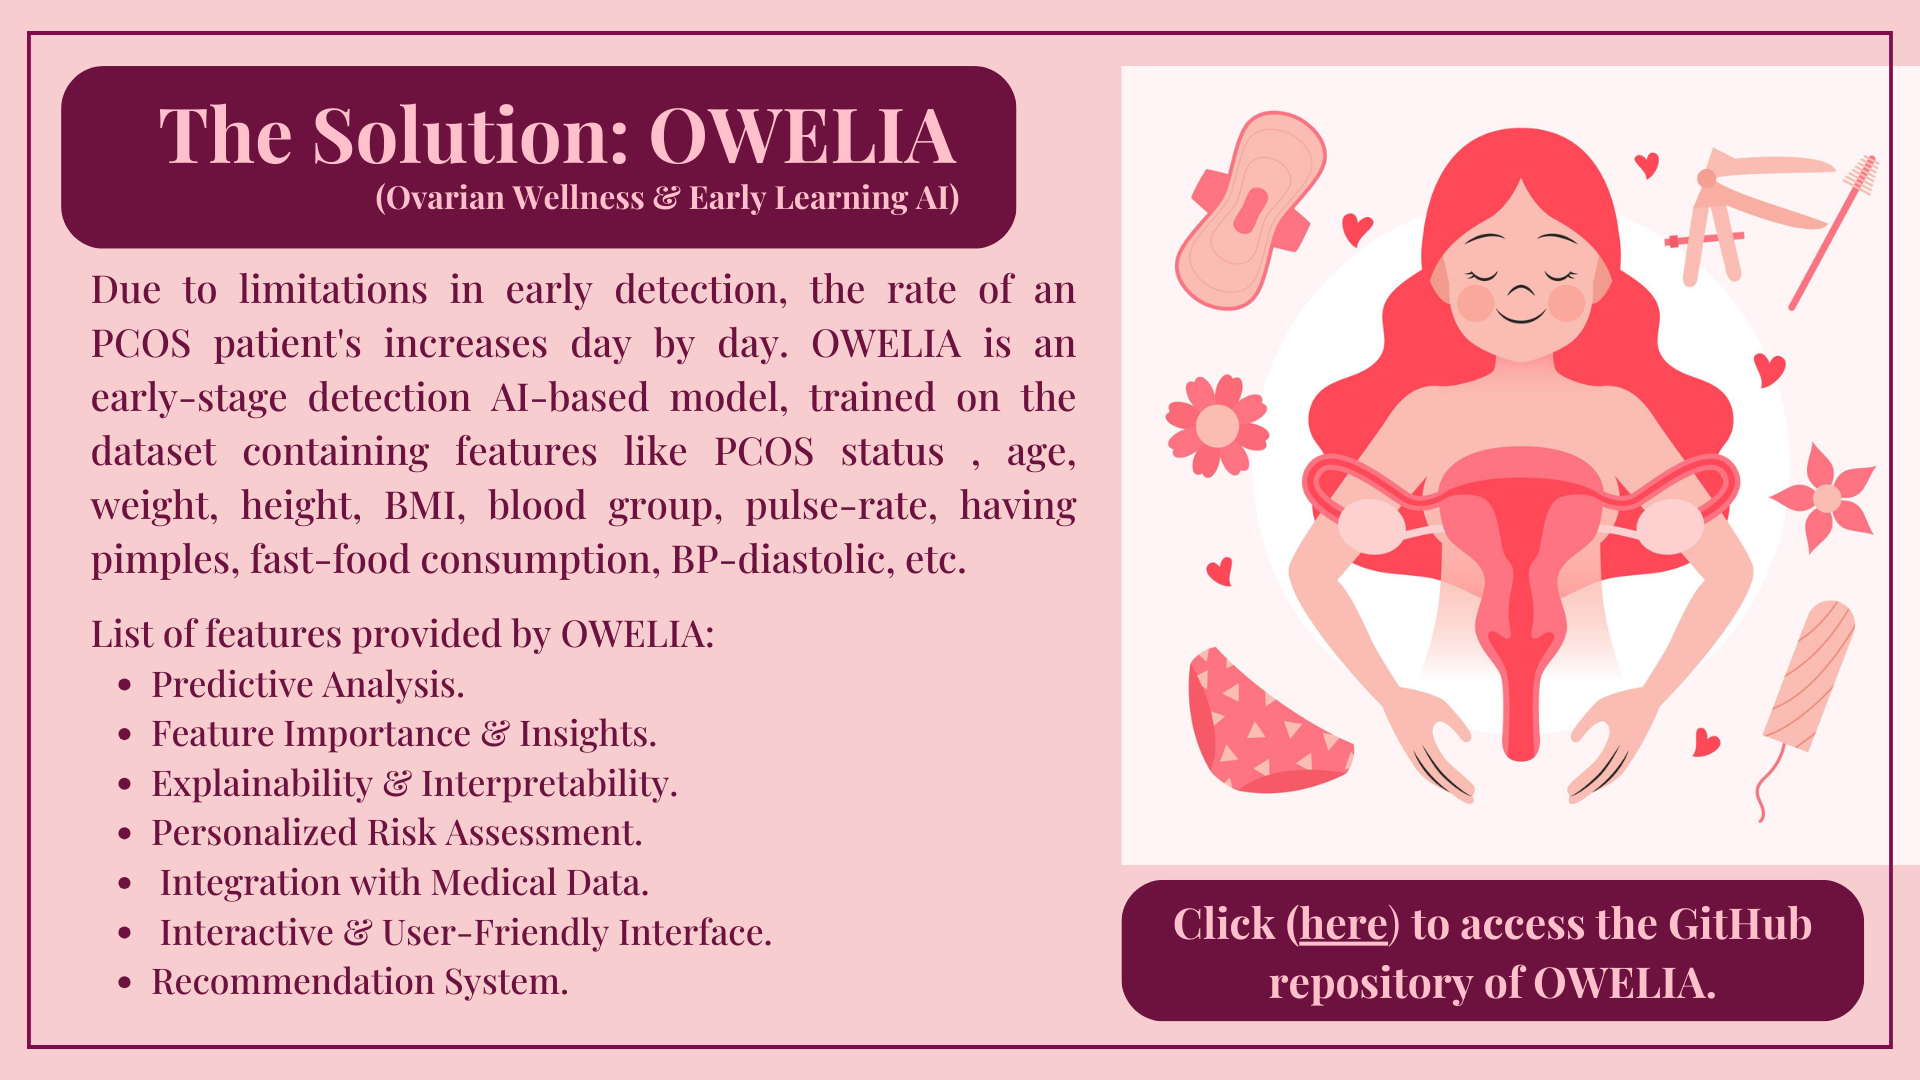 The Solution: OWELIA
(Ovarian Wellness & Early Learning AI)
Due to limitations in early detection, the rate of an
PCOS patient's increases day by day. OWELIA is an
early-stage detection AI-based model, trained on the
dataset containing features like PCOS status , age,
weight, height, BMI, blood group, pulse-rate, having
pimples, fast-food consumption, BP-diastolic, etc.
List of features provided by OWELIA:
• Predictive Analysis.
• Feature Importance & Insights.
• Explainability & Interpretability.
• Personalized Risk Assessment.
• Integration with Medical Data.
• Interactive & User-Friendly Interface.
• Recommendation System.
Click (here) to access the GitHub
repository of OWELIA.